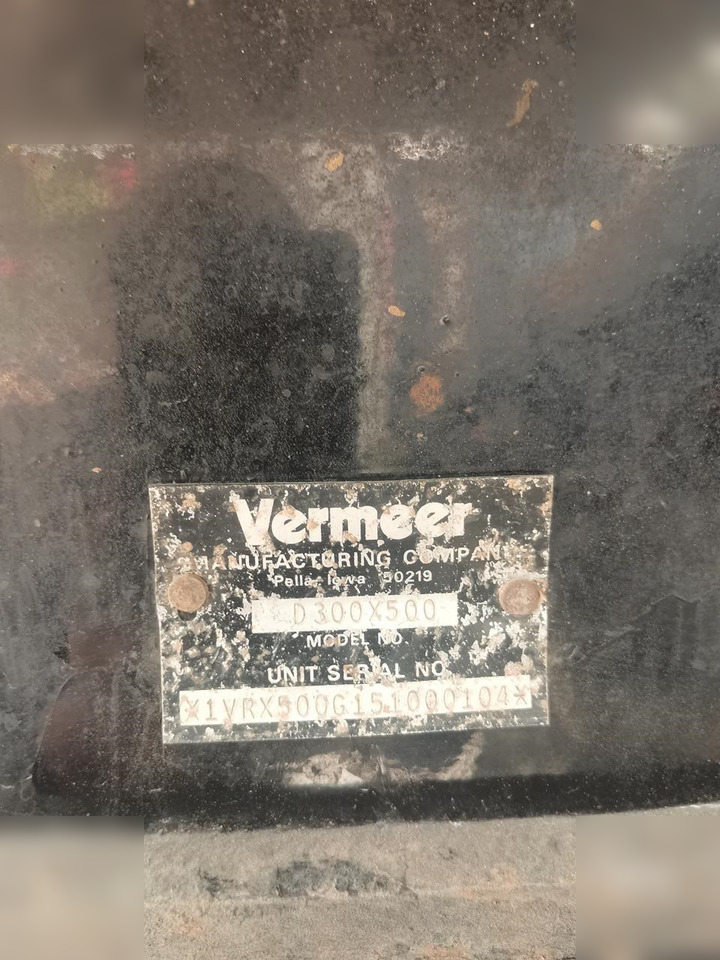 Vermeer
MANUFACTURING COMPANY
Pella, Iowa 50219
D300X500
MODEL NO.
UNIT SERIAL NO.
*1VRX500G151000104*